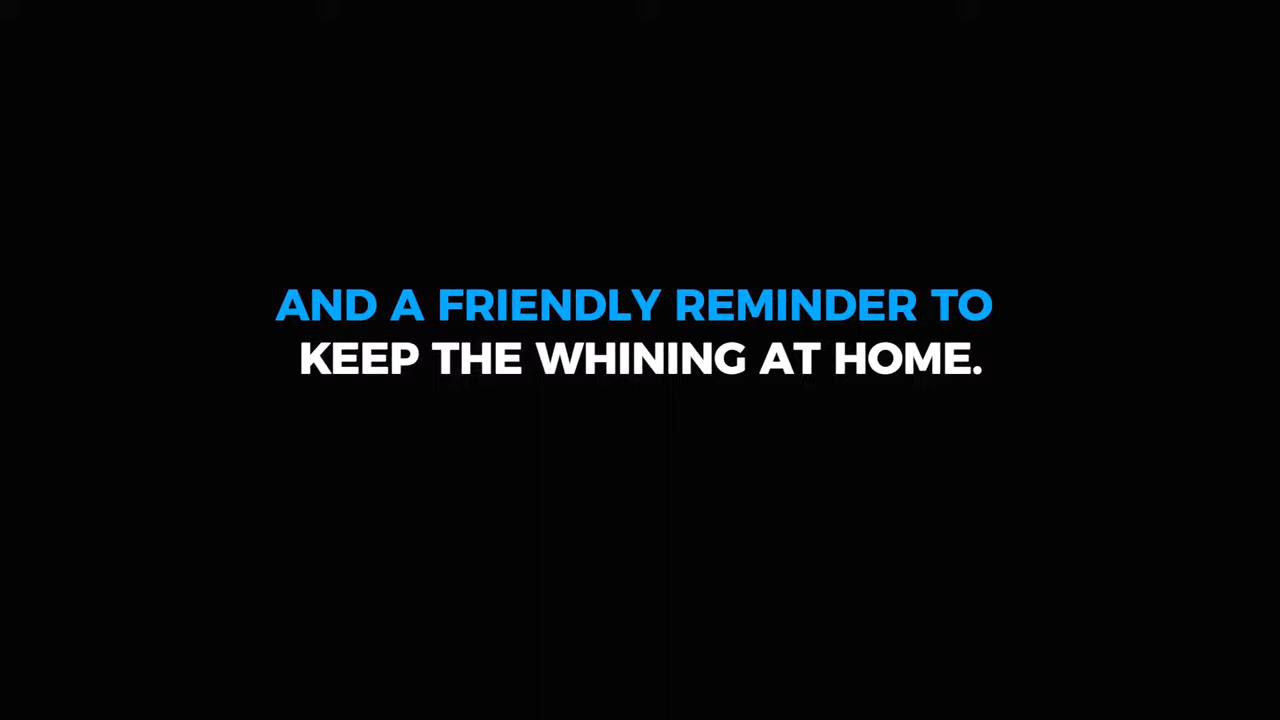 AND A FRIENDLY REMINDER TO
KEEP THE WHINING AT HOME.